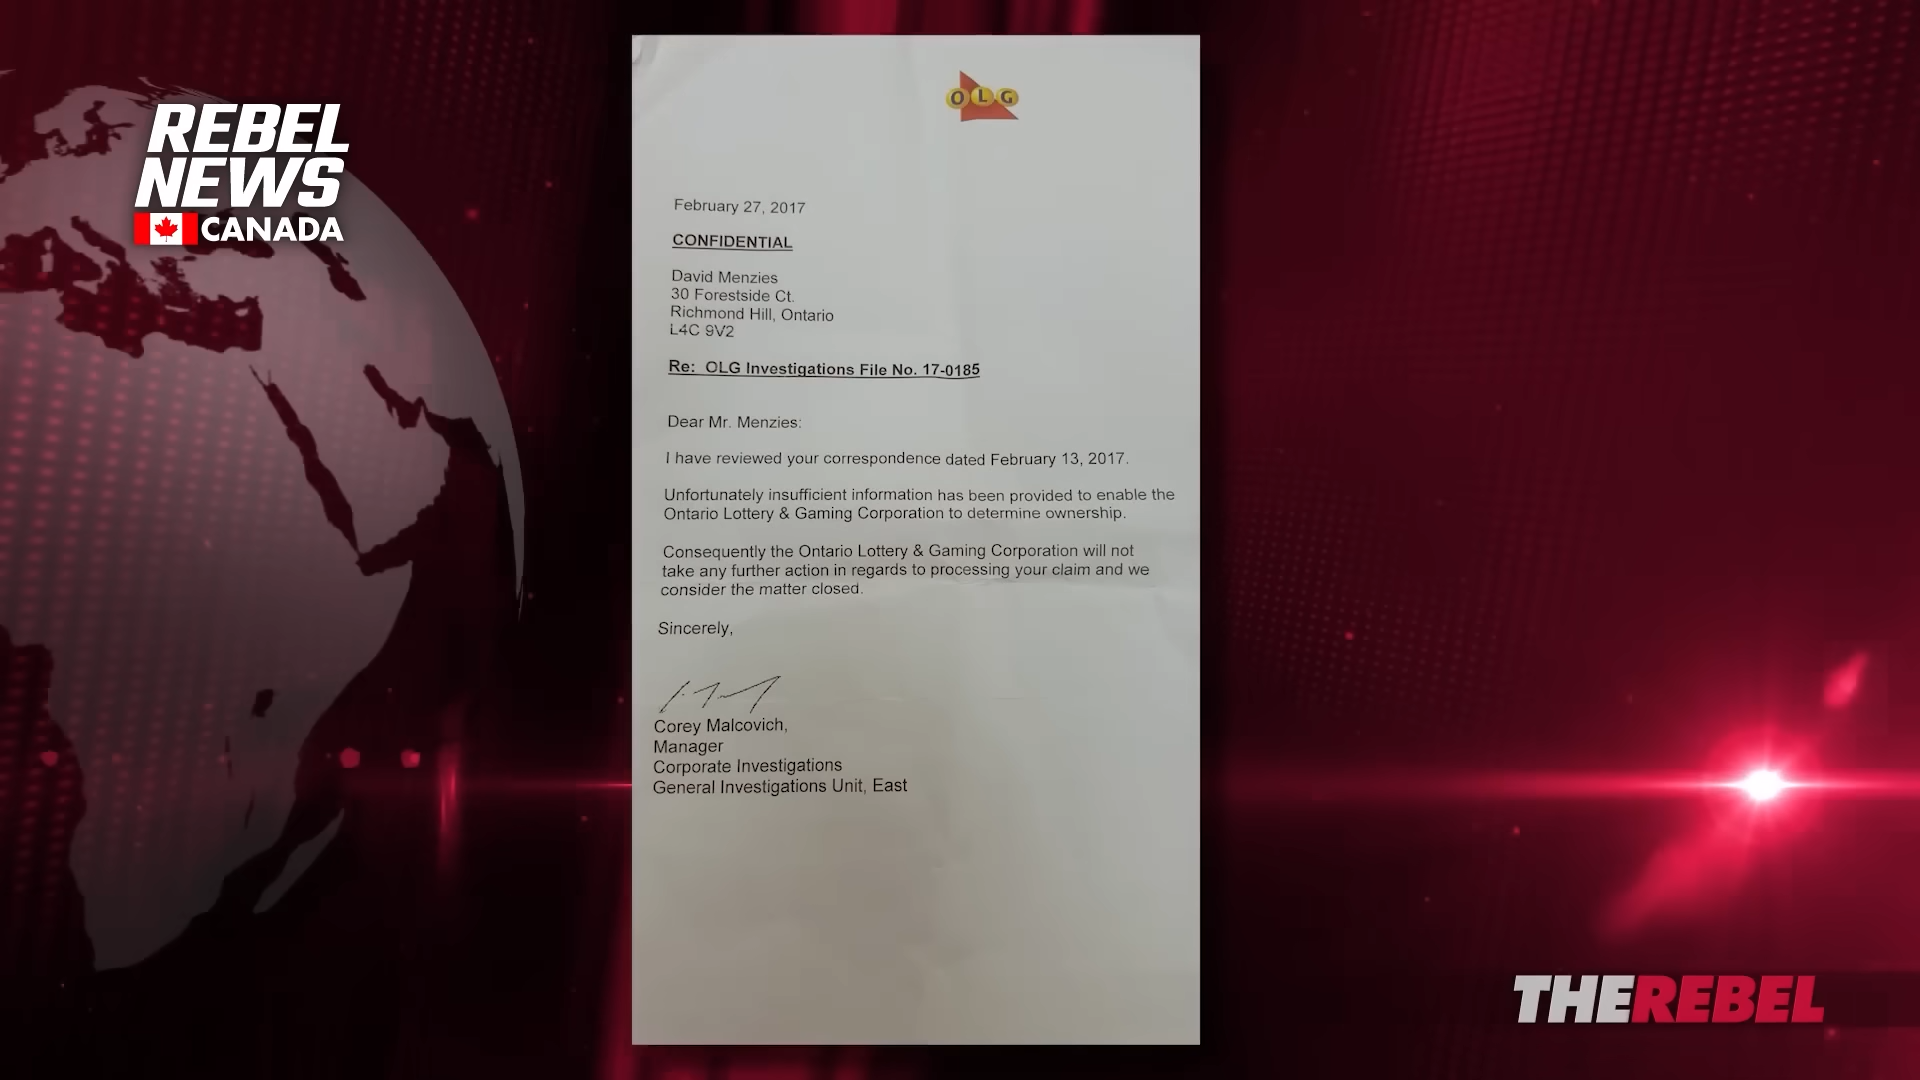 REBEL
NEWS
CANADA
OLG
February 27, 2017
CONFIDENTIAL
David Menzies
30 Forestside Ct.
Richmond Hill, Ontario
L4C 9V2
Re: OLG Investigations File No. 17-0185
Dear Mr. Menzies:
I have reviewed your correspondence dated February 13, 2017.
Unfortunately insufficient information has been provided to enable the
Ontario Lottery & Gaming Corporation to determine ownership.
Consequently the Ontario Lottery & Gaming Corporation will not
take any further action in regards to processing your claim and we
consider the matter closed.
Sincerely,
Corey Malcovich,
Manager
Corporate Investigations
General Investigations Unit, East
THEREBEL